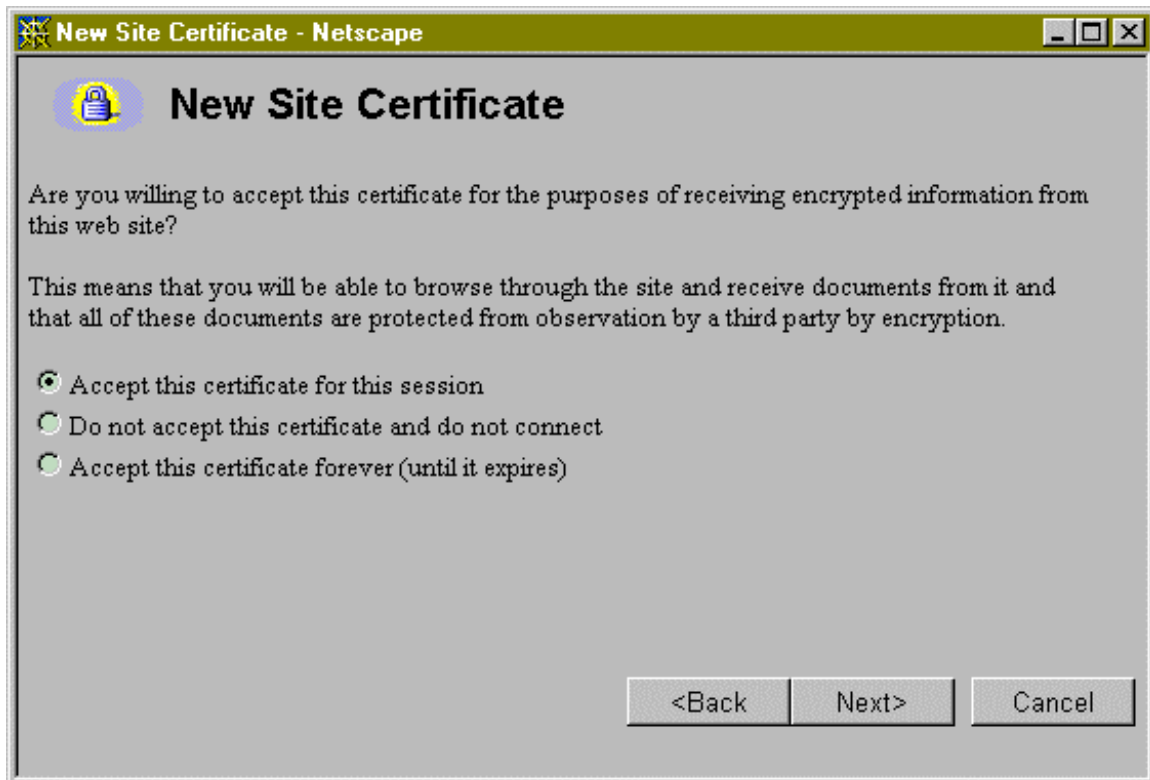 New Site Certificate - Netscape
New Site Certificate
Are you willing to accept this certificate for the purposes of receiving encrypted information from
this web site?
This means that you will be able to browse through the site and receive documents from it and
that all of these documents are protected from observation by a third party by encryption.
Accept this certificate for this session
Do not accept this certificate and do not connect
Accept this certificate forever (until it expires)
<Back Next> Cancel